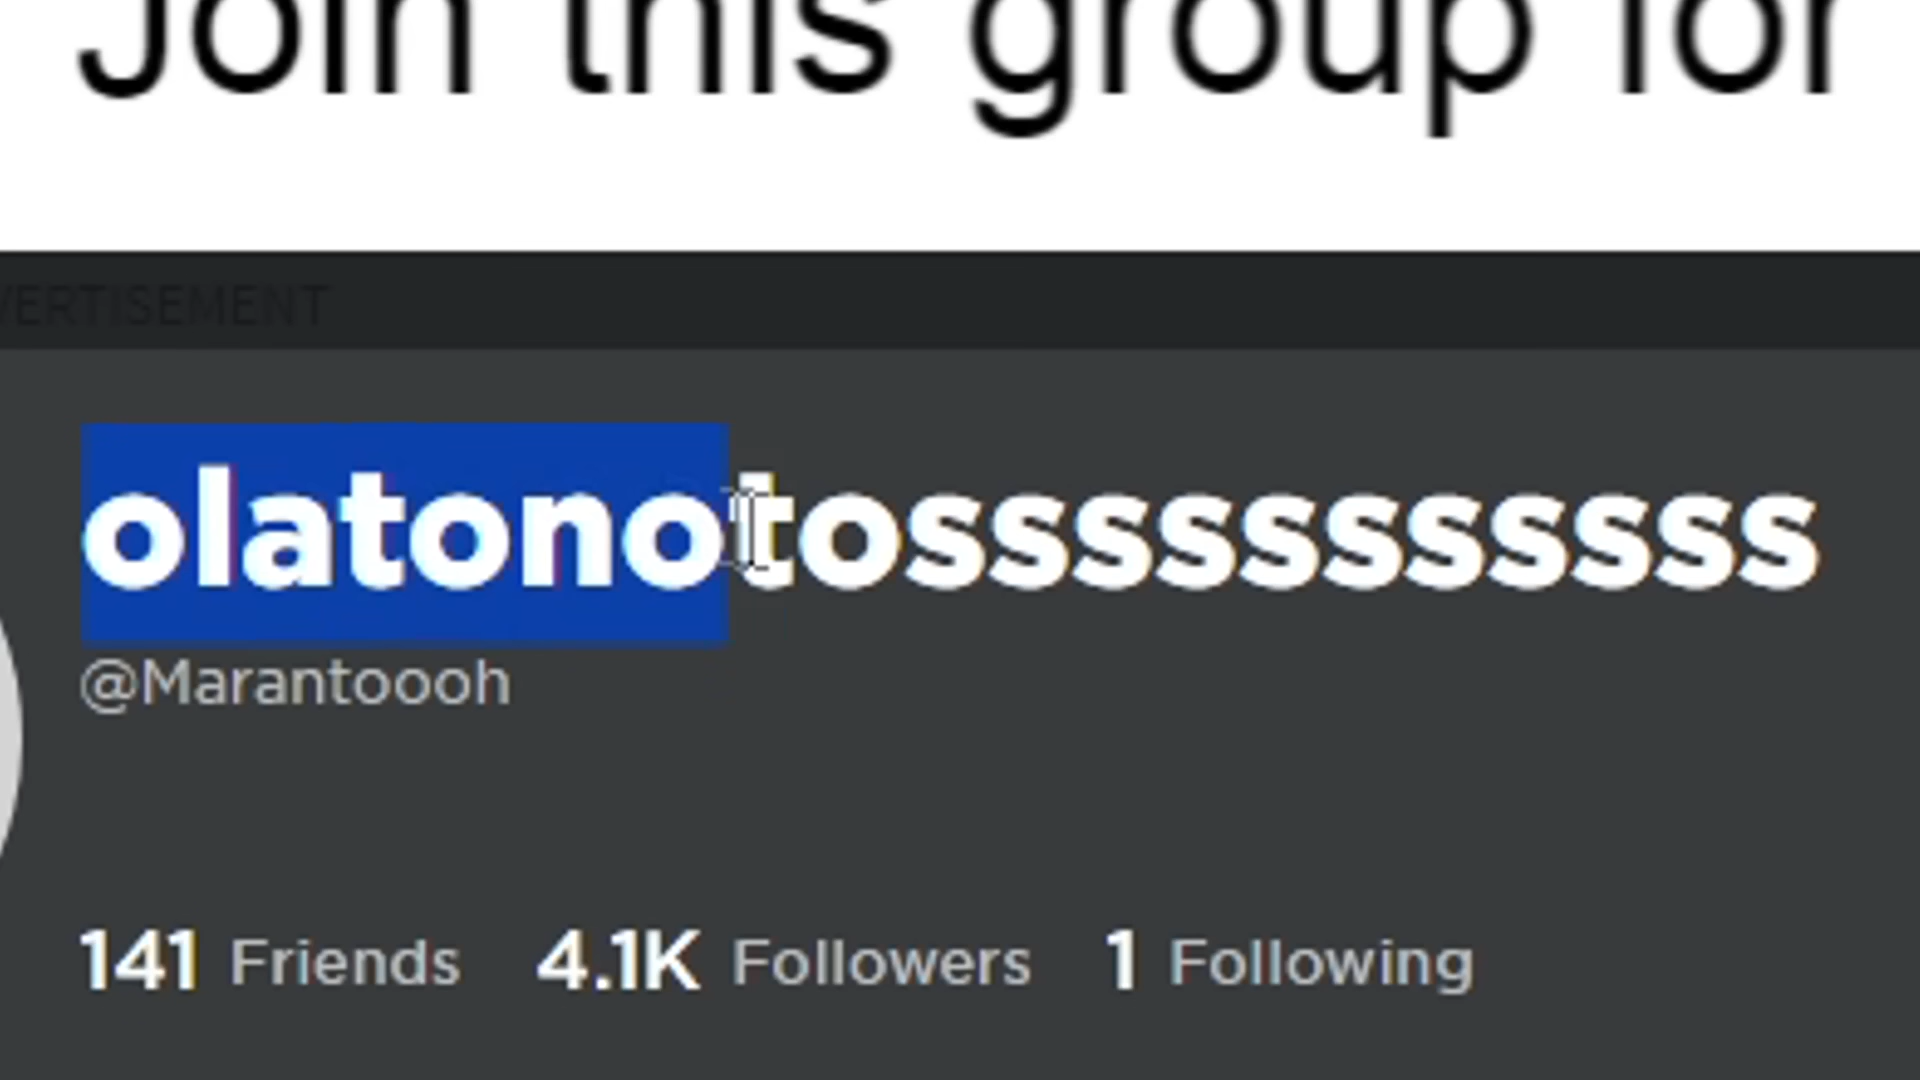 Join this group for
VERTISEMENT
olatonotosssssssssss
@Marantoooh
141 Friends 4.1K Followers 1 Following